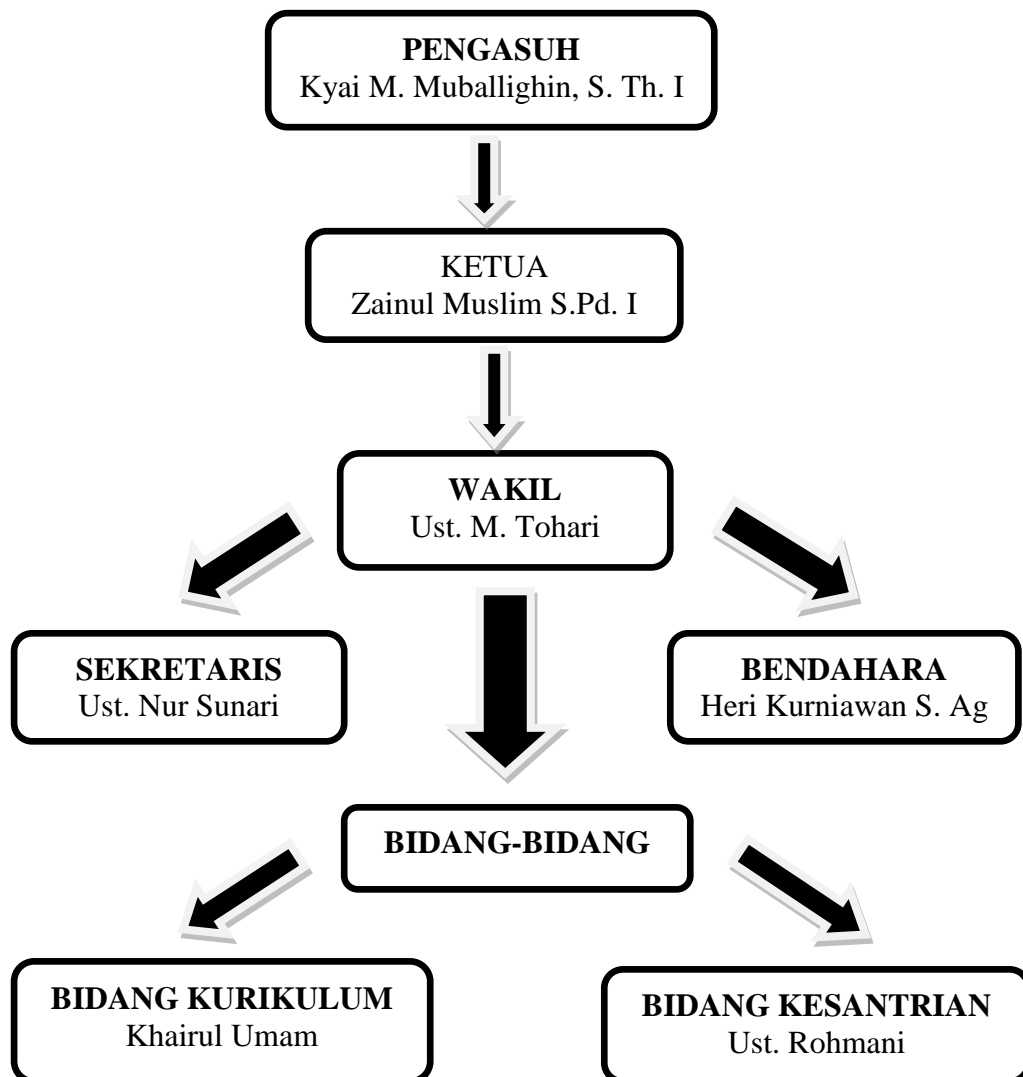 PENGASUH
Kyai M. Muballighin, S. Th. I
KETUA
Zainul Muslim S.Pd. I
WAKIL
Ust. M. Tohari
SEKRETARIS
Ust. Nur Sunari
BENDAHARA
Heri Kurniawan S. Ag
BIDANG-BIDANG
BIDANG KURIKULUM
Khairul Umam
BIDANG KESANTRIAN
Ust. Rohmani